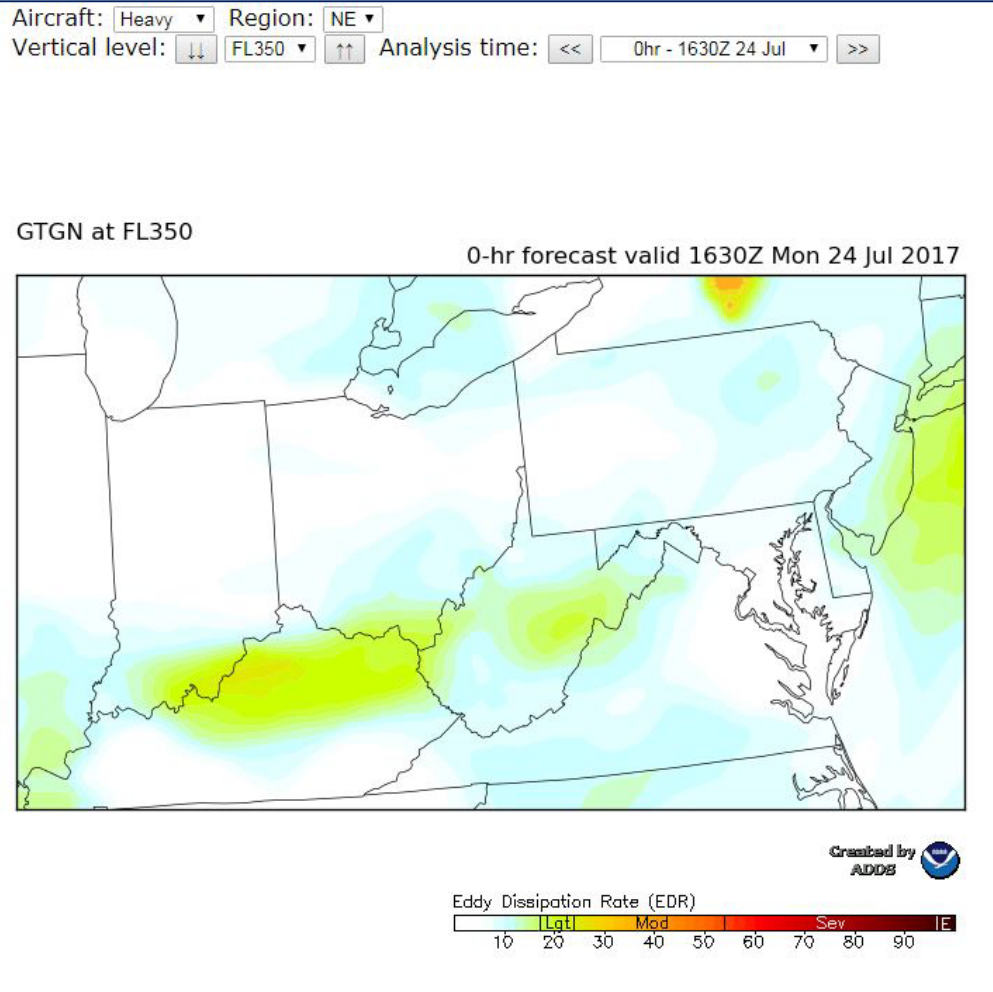 Aircraft: Heavy Region: NE
Vertical level: ↓↓ FL350 ↑↑ Analysis time: << 0hr - 1630Z 24 Jul >>
GTGN at FL350
0-hr forecast valid 1630Z Mon 24 Jul 2017
Created by
ADDS
Eddy Dissipation Rate (EDR)
Lgt Mod Sev E
10 20 30 40 50 60 70 80 90